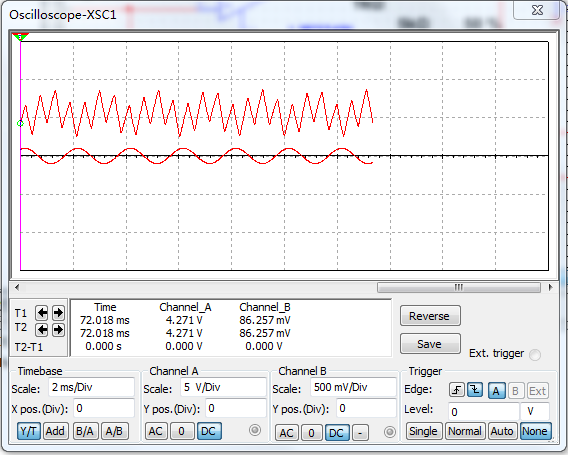 Oscilloscope-XSC1
Time Channel_A Channel_B
T1 72.018 ms 4.271 V 86.257 mV
T2 72.018 ms 4.271 V 86.257 mV
T2-T1 0.000 s 0.000 V 0.000 V
Reverse
Save
Ext. trigger
Timebase
Scale: 2 ms/Div
X pos.(Div): 0
Y/T Add B/A A/B
Channel A
Scale: 5 V/Div
Y pos.(Div): 0
AC 0 DC
Channel B
Scale: 500 mV/Div
Y pos.(Div): 0
AC 0 DC -
Trigger
Edge: A B Ext
Level: 0 V
Single Normal Auto None